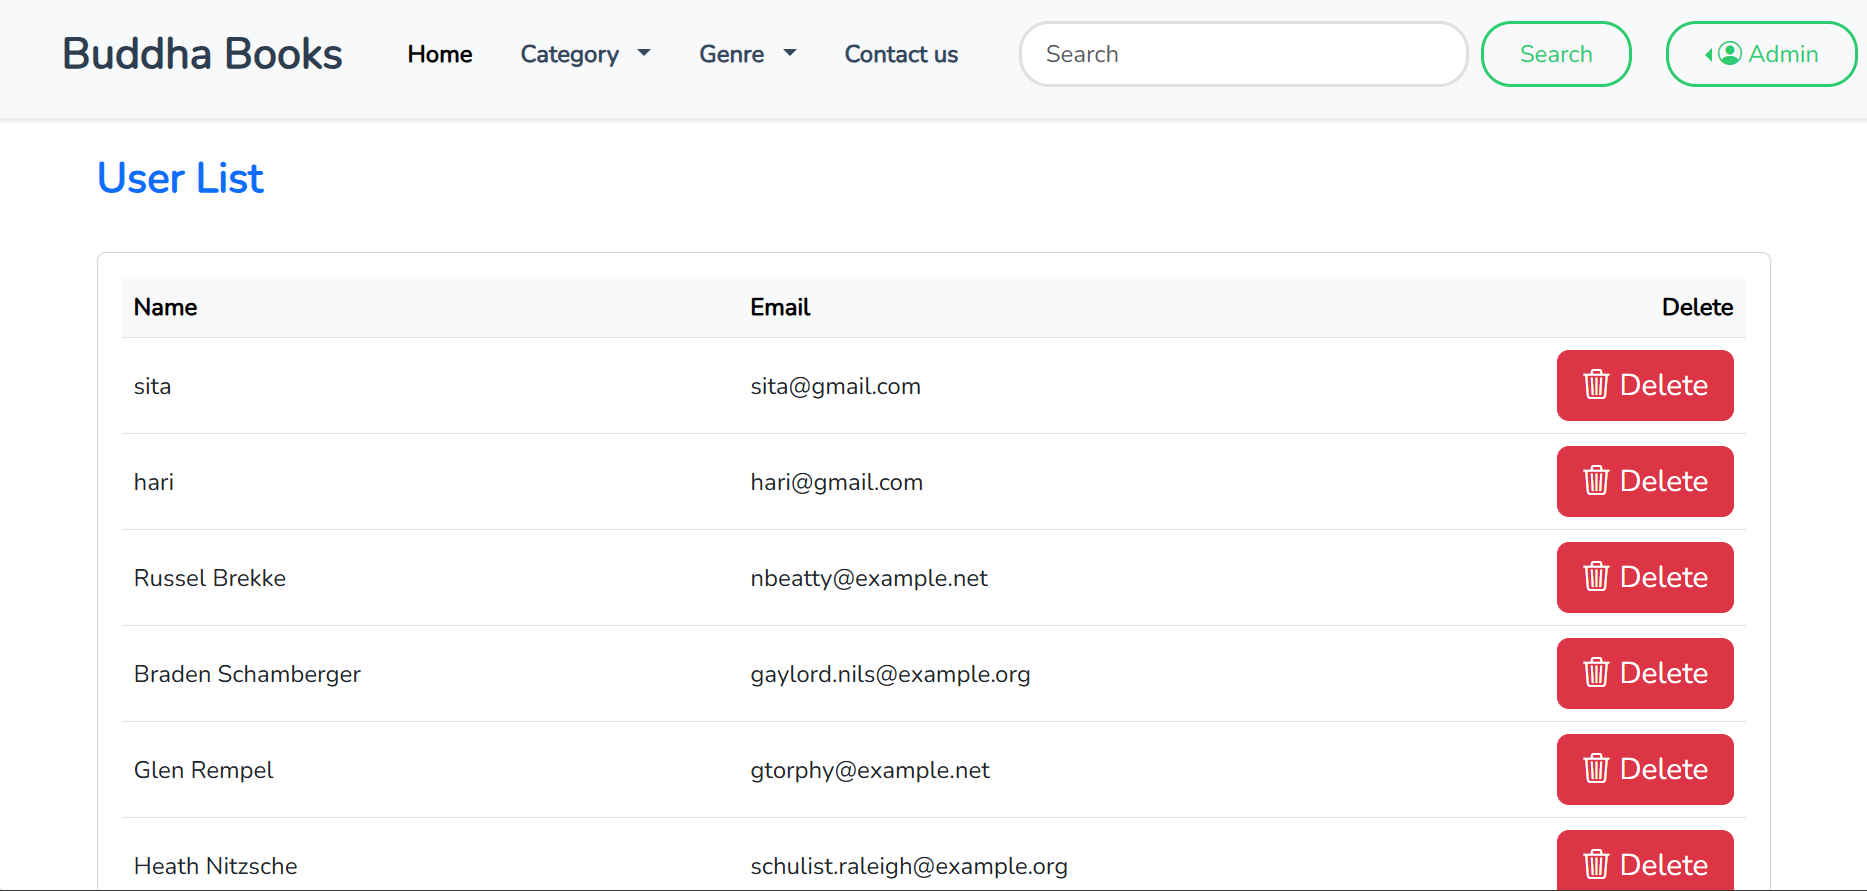 Buddha Books Home Category Genre Contact us Search Search Admin
User List
Name Email Delete
sita sita@gmail.com Delete
hari hari@gmail.com Delete
Russel Brekke nbeatty@example.net Delete
Braden Schamberger gaylord.nils@example.org Delete
Glen Rempel gtorphy@example.net Delete
Heath Nitzsche schulist.raleigh@example.org Delete